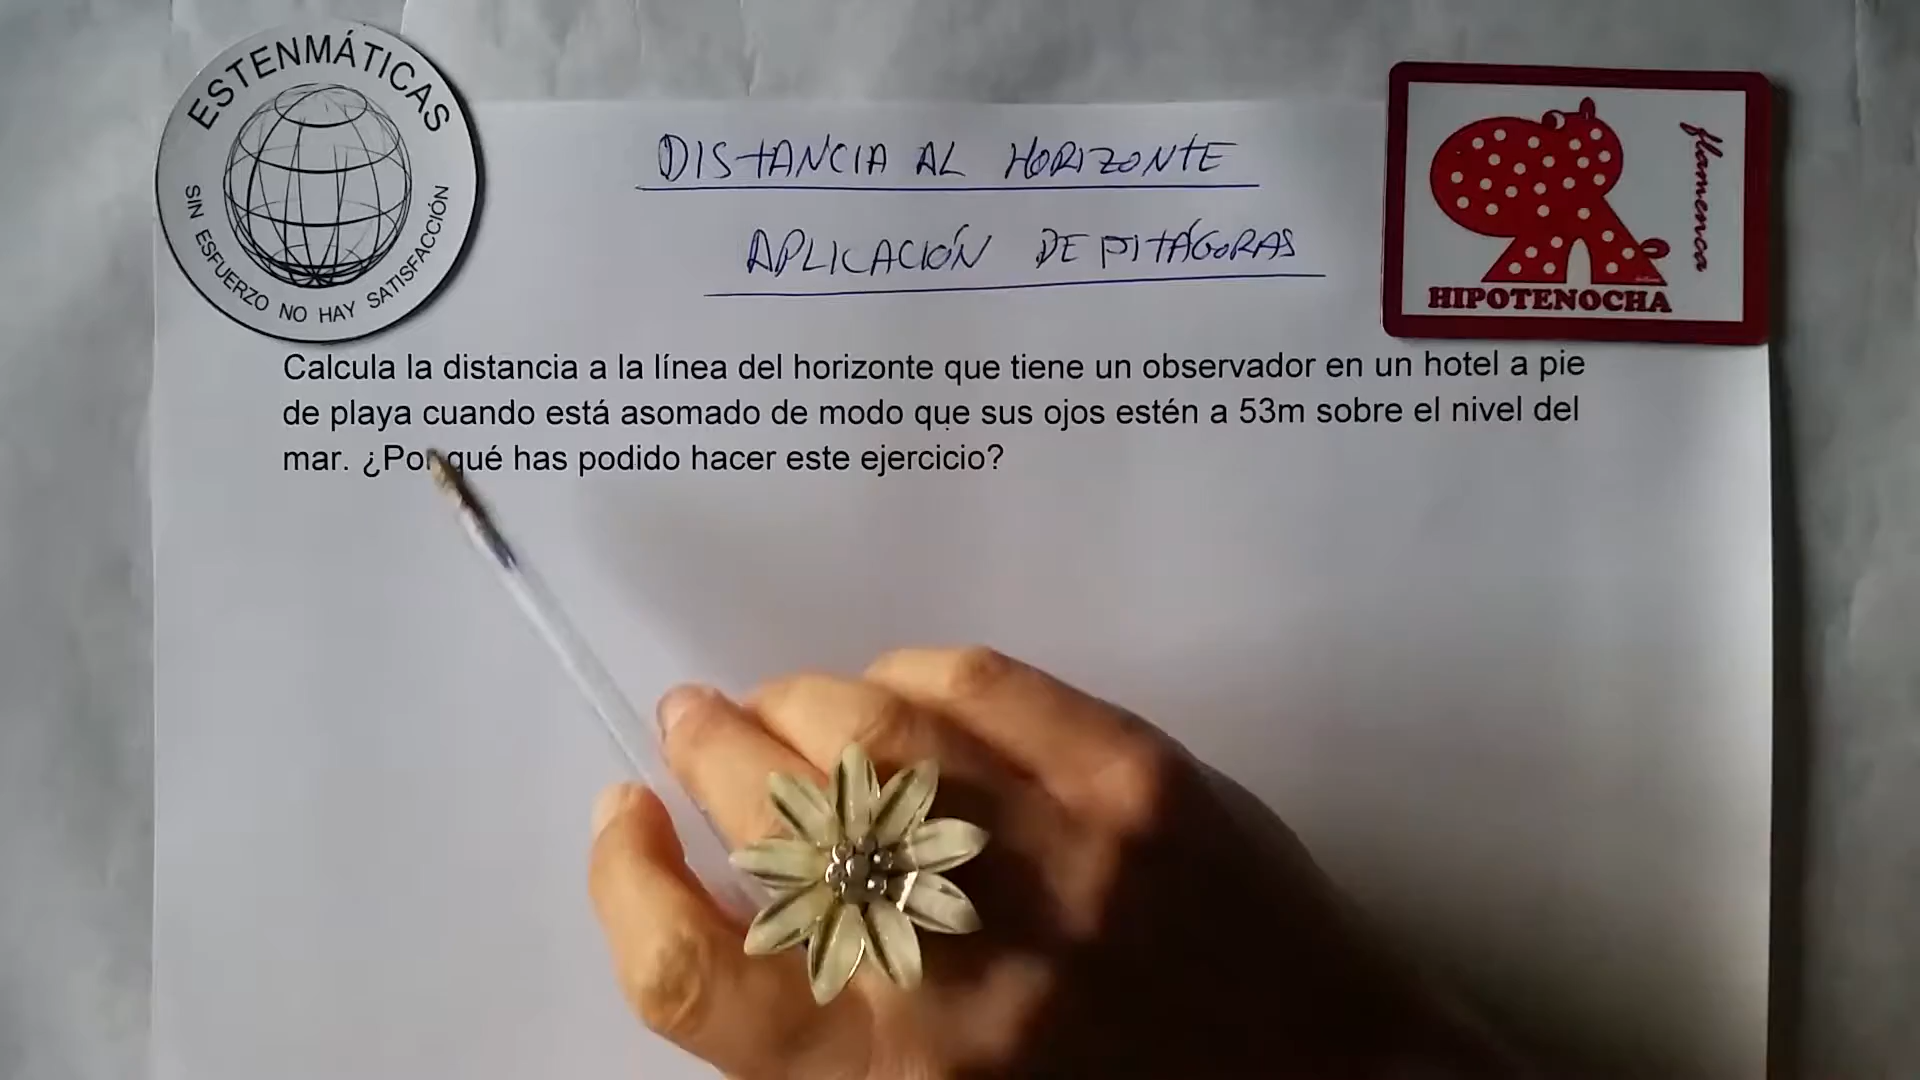 ESTENMÁTICAS
SIN ESFUERZO NO HAY SATISFACCIÓN
DISTANCIA AL HORIZONTE
APLICACIÓN DE PITÁGORAS
flamenca
HIPOTENOCHA
Calcula la distancia a la línea del horizonte que tiene un observador en un hotel a pie
de playa cuando está asomado de modo que sus ojos estén a 53m sobre el nivel del
mar. ¿Por qué has podido hacer este ejercicio?